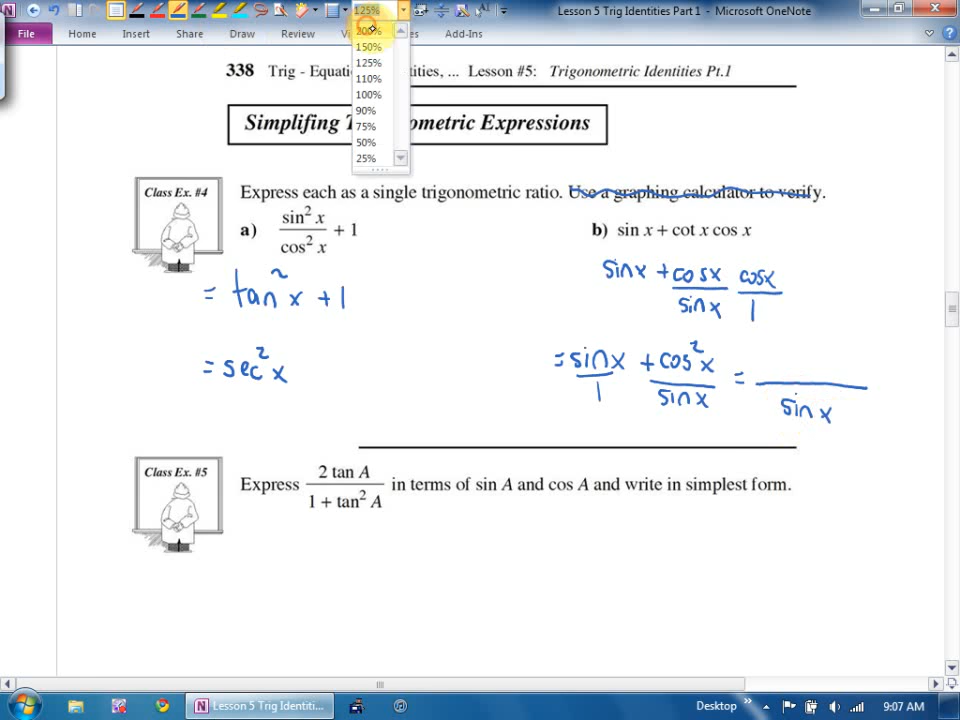 125%
Lesson 5 Trig Identities Part 1 - Microsoft OneNote
File Home Insert Share Draw Review Add-Ins
200%
150%
125%
110%
100%
90%
75%
50%
25%
338 Trig - Equati ities, ... Lesson #5: Trigonometric Identities Pt.1
Simplifing T ometric Expressions
Class Ex. #4
Express each as a single trigonometric ratio. Use a graphing calculator to verify.
a) sin² x / cos² x + 1
b) sin x + cot x cos x
sinx + cosx / sinx cosx / 1
= tan² x + 1
= sinx / 1 + cos² x / sinx = / sinx
= sec² x
Class Ex. #5
Express 2 tan A / 1 + tan² A in terms of sin A and cos A and write in simplest form.
Lesson 5 Trig Identiti...
Desktop
9:07 AM